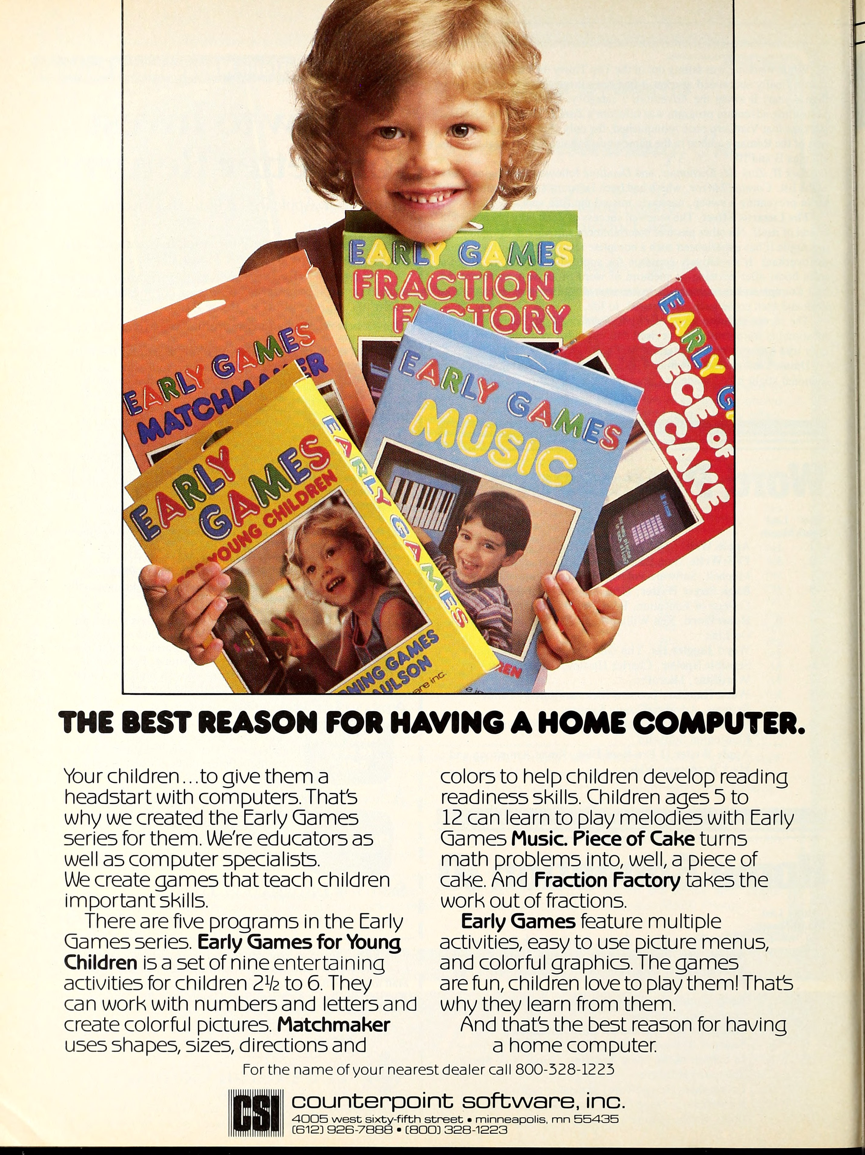 EARLY GAMES
FRACTION
FACTORY
EARLY GAMES
MATCHMAKER
EARLY
PIECE OF
CAKE
EARLY GAMES
MUSIC
EARLY
GAMES
FOR YOUNG CHILDREN
EARLY GAMES
THE BEST REASON FOR HAVING A HOME COMPUTER.
Your children...to give them a
headstart with computers. That's
why we created the Early Games
series for them. We're educators as
well as computer specialists.
We create games that teach children
important skills.
There are five programs in the Early
Games series. Early Games for Young
Children is a set of nine entertaining
activities for children 2½ to 6. They
can work with numbers and letters and
create colorful pictures. Matchmaker
uses shapes, sizes, directions and
colors to help children develop reading
readiness skills. Children ages 5 to
12 can learn to play melodies with Early
Games Music. Piece of Cake turns
math problems into, well, a piece of
cake. And Fraction Factory takes the
work out of fractions.
Early Games feature multiple
activities, easy to use picture menus,
and colorful graphics. The games
are fun, children love to play them! That's
why they learn from them.
And that's the best reason for having
a home computer.
For the name of your nearest dealer call 800-328-1223
CSI
counterpoint software, inc.
4005 west sixty-fifth street • minneapolis, mn 55435
(612) 926-7888 • (800) 328-1223